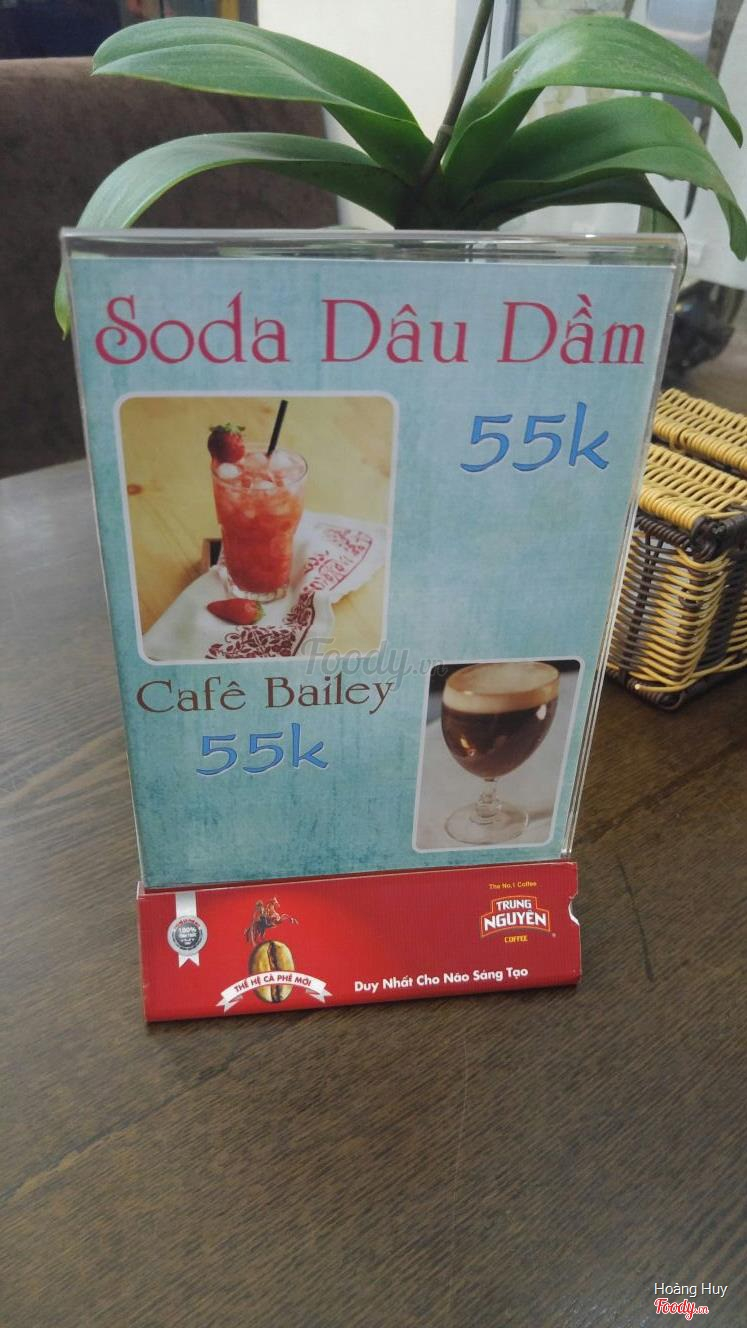 Soda Dâu Dầm
55k
Foody.vn
Cafê Bailey
55k
The No.1 Coffee
TRUNG
NGUYÊN
COFFEE
100%
THẾ HỆ CÀ PHÊ MỚI
Duy Nhất Cho Não Sáng Tạo
Hoàng Huy
Foody.vn